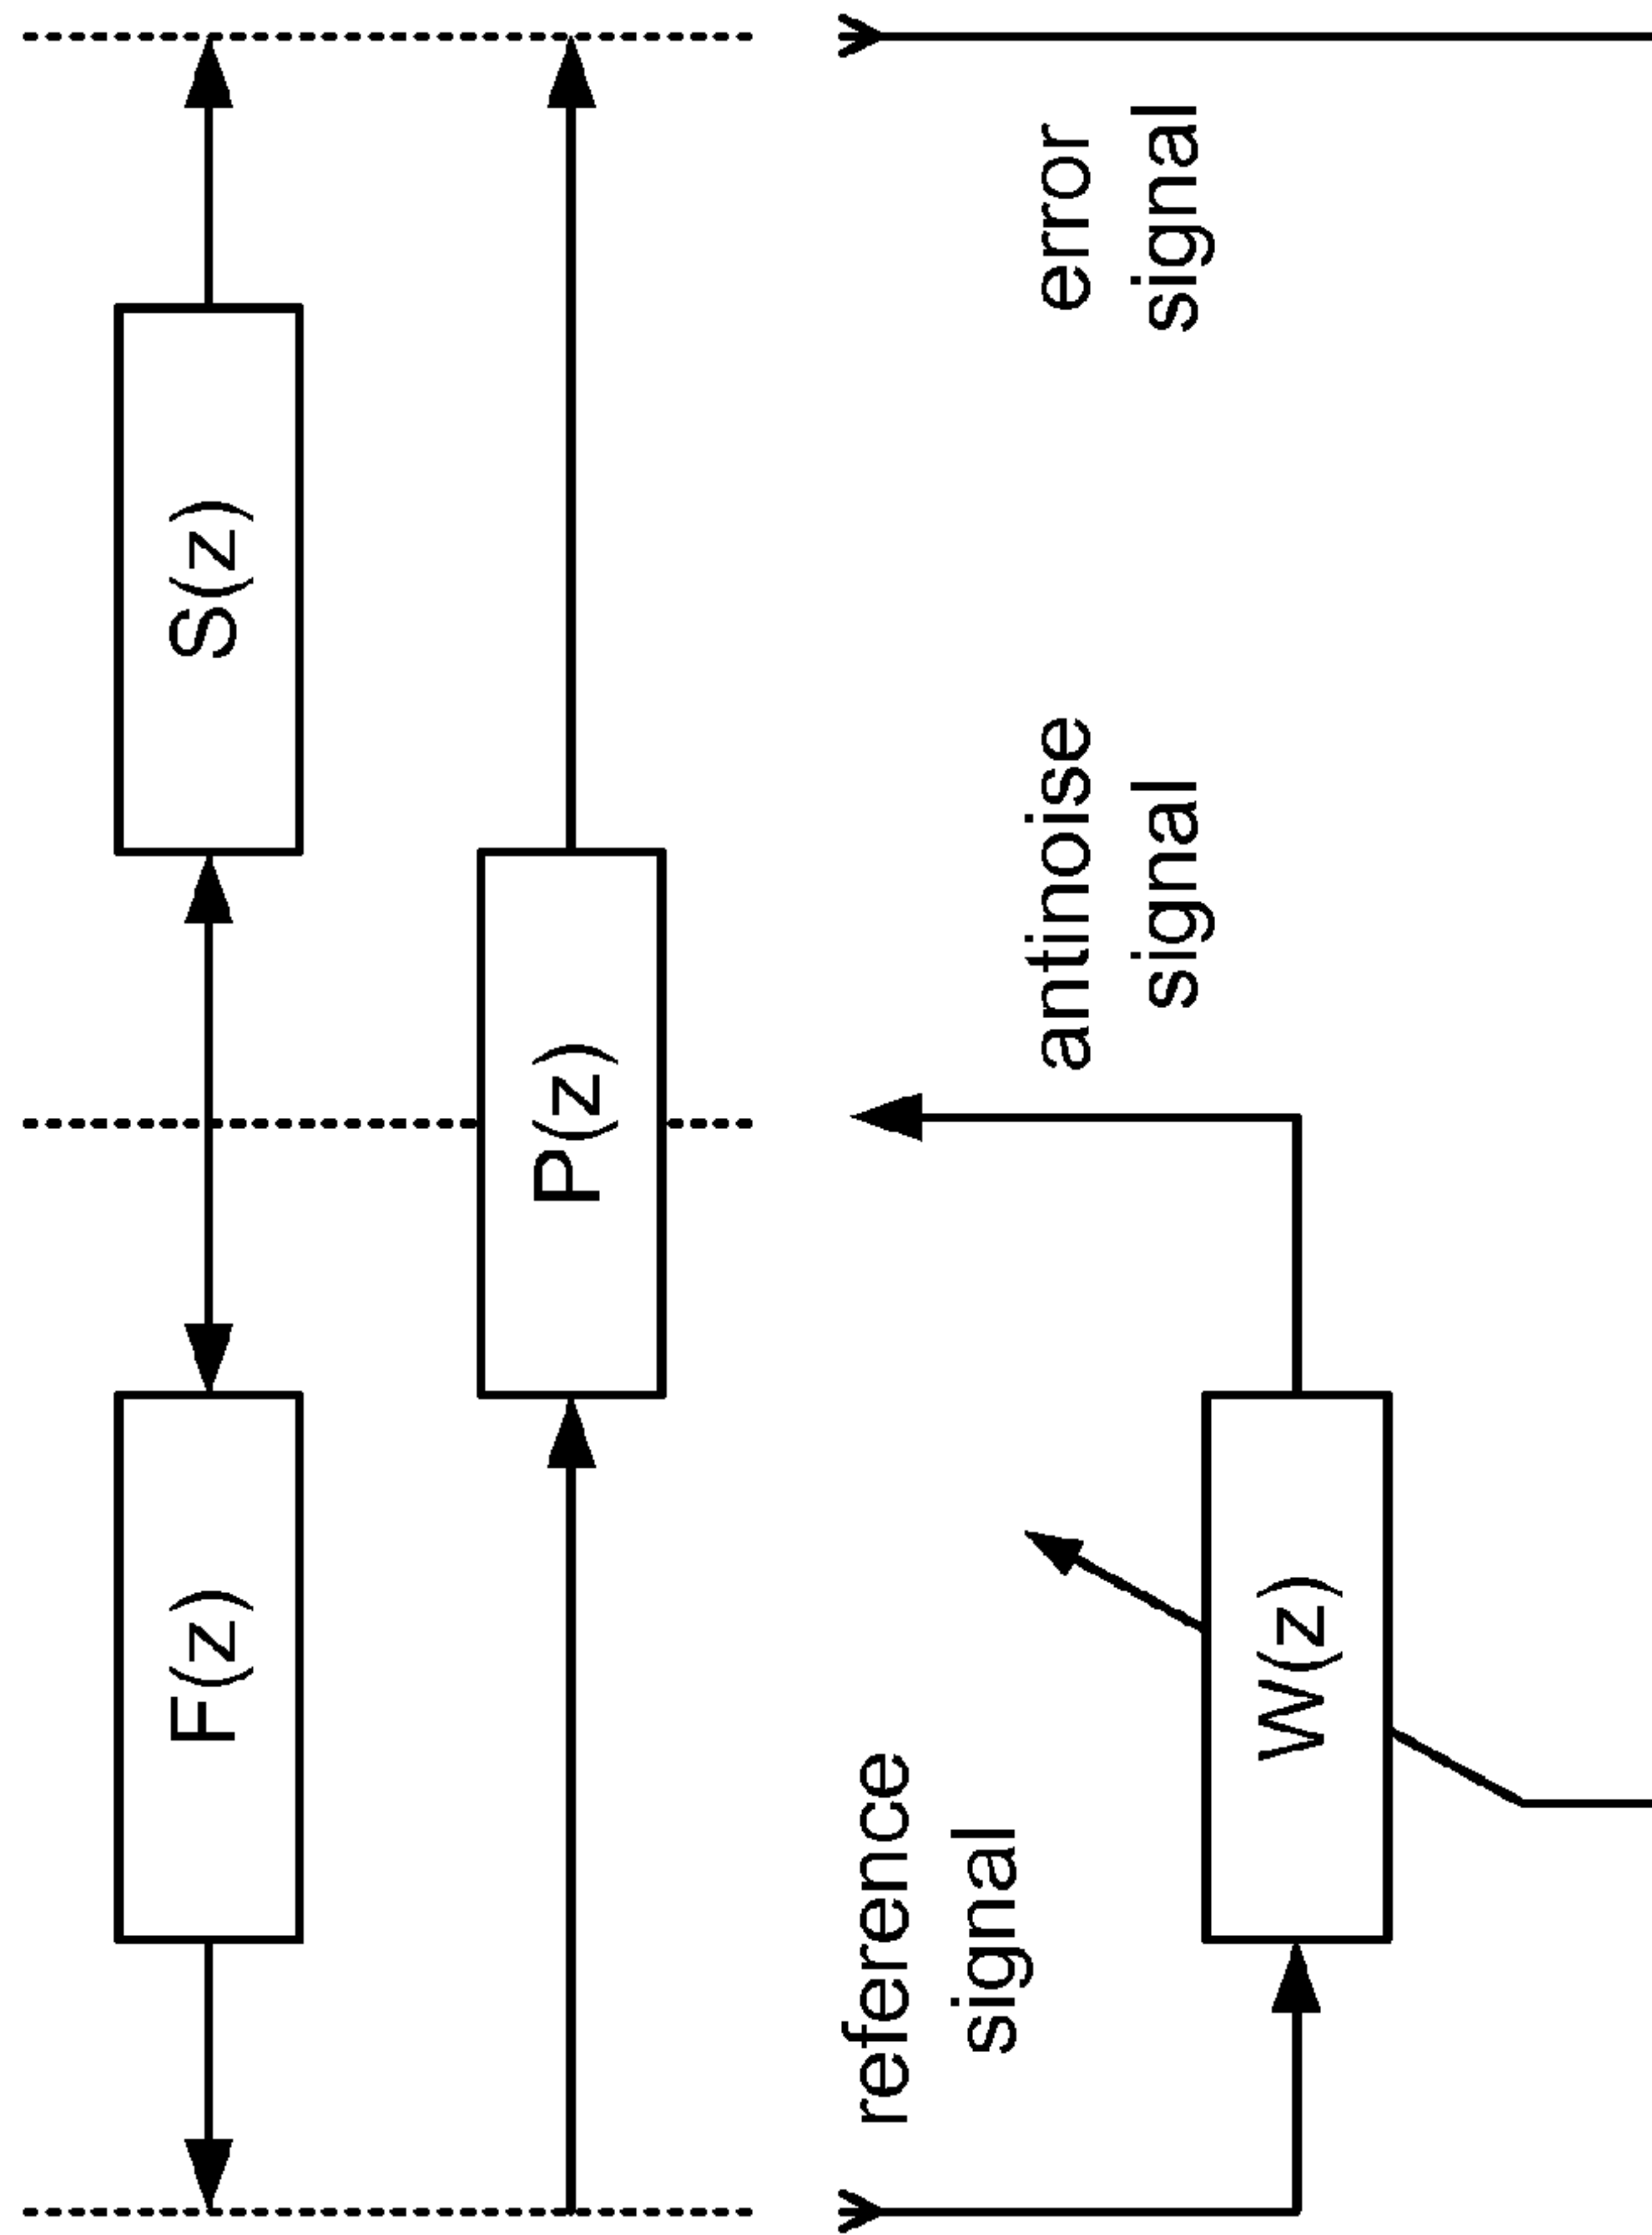 F(z)
S(z)
P(z)
reference
signal
antinoise
signal
error
signal
W(z)